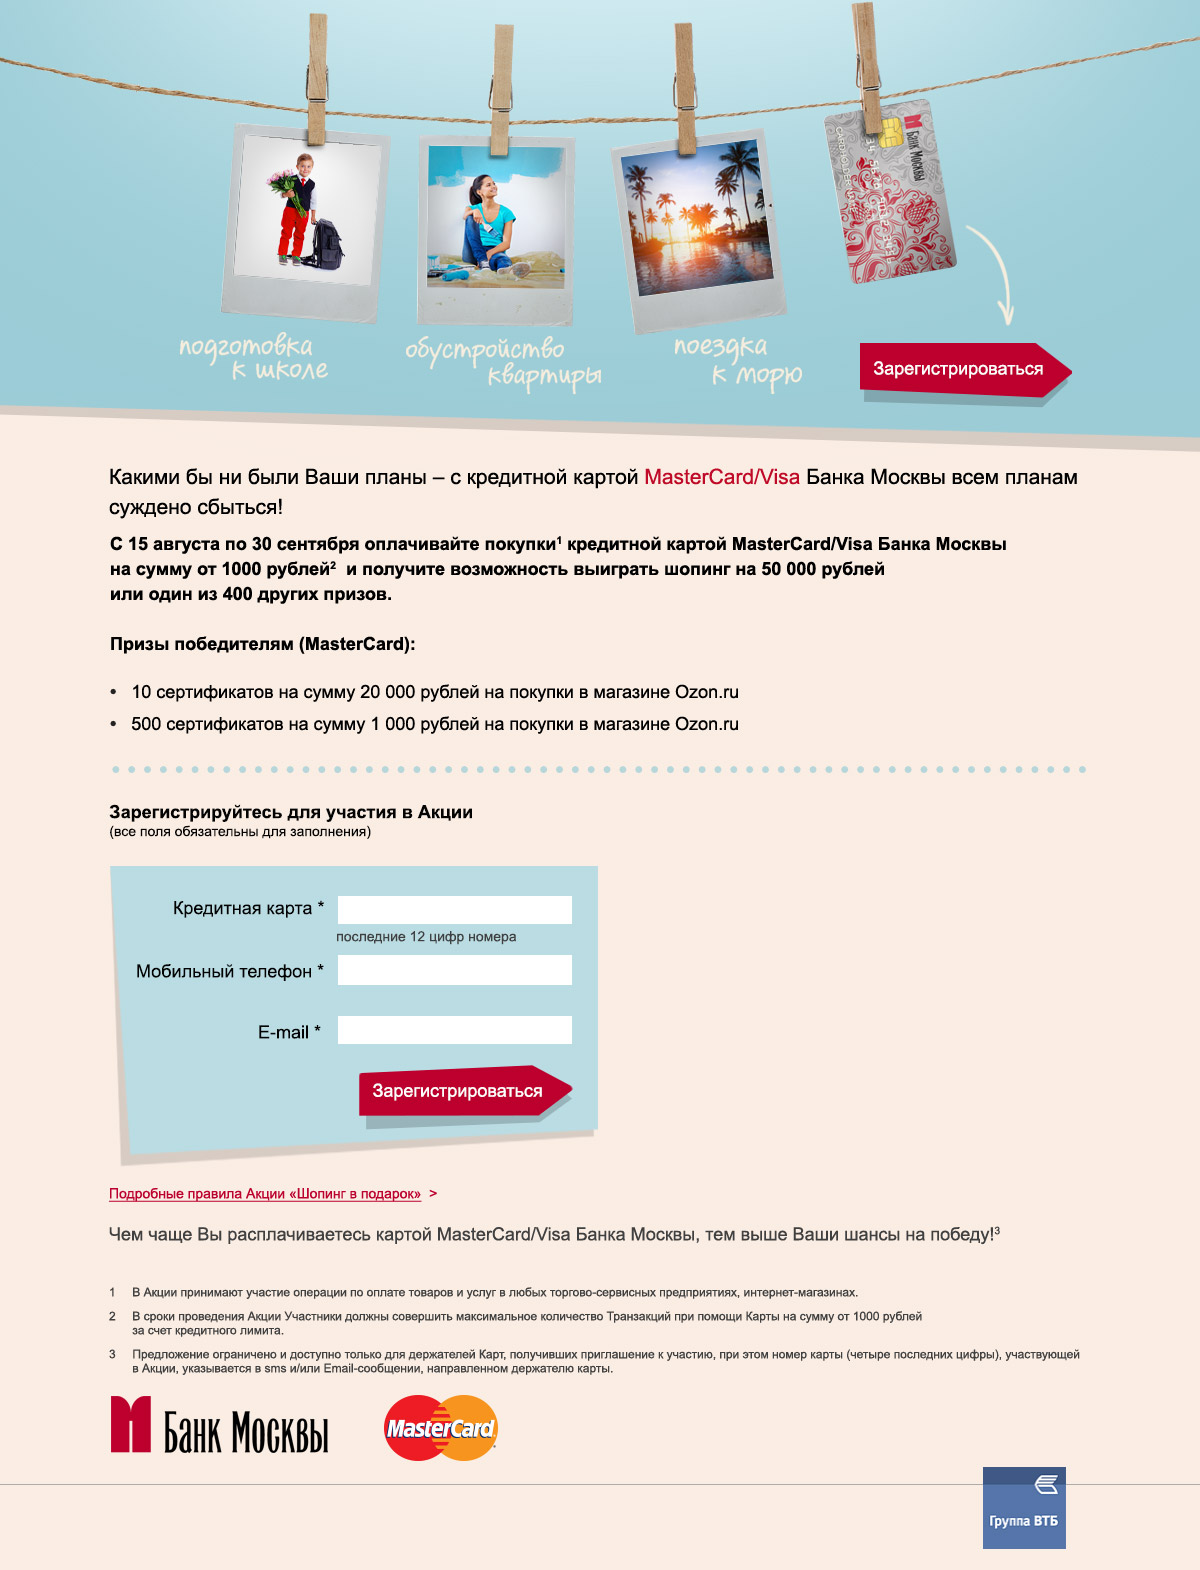 Банк Москвы
подготовка
к школе
обустройство
квартиры
поездка
к морю
Зарегистрироваться
Какими бы ни были Ваши планы – с кредитной картой MasterCard/Visa Банка Москвы всем планам
суждено сбыться!
С 15 августа по 30 сентября оплачивайте покупки¹ кредитной картой MasterCard/Visa Банка Москвы
на сумму от 1000 рублей² и получите возможность выиграть шопинг на 50 000 рублей
или один из 400 других призов.
Призы победителям (MasterCard):
• 10 сертификатов на сумму 20 000 рублей на покупки в магазине Ozon.ru
• 500 сертификатов на сумму 1 000 рублей на покупки в магазине Ozon.ru
Зарегистрируйтесь для участия в Акции
(все поля обязательны для заполнения)
Кредитная карта *
последние 12 цифр номера
Мобильный телефон *
E-mail *
Зарегистрироваться
Подробные правила Акции «Шопинг в подарок» >
Чем чаще Вы расплачиваетесь картой MasterCard/Visa Банка Москвы, тем выше Ваши шансы на победу!³
1 В Акции принимают участие операции по оплате товаров и услуг в любых торгово-сервисных предприятиях, интернет-магазинах.
2 В сроки проведения Акции Участники должны совершить максимальное количество Транзакций при помощи Карты на сумму от 1000 рублей
за счет кредитного лимита.
3 Предложение ограничено и доступно только для держателей Карт, получивших приглашение к участию, при этом номер карты (четыре последних цифры), участвующей
в Акции, указывается в sms и/или Email-сообщении, направленном держателю карты.
Банк Москвы
MasterCard
Группа ВТБ